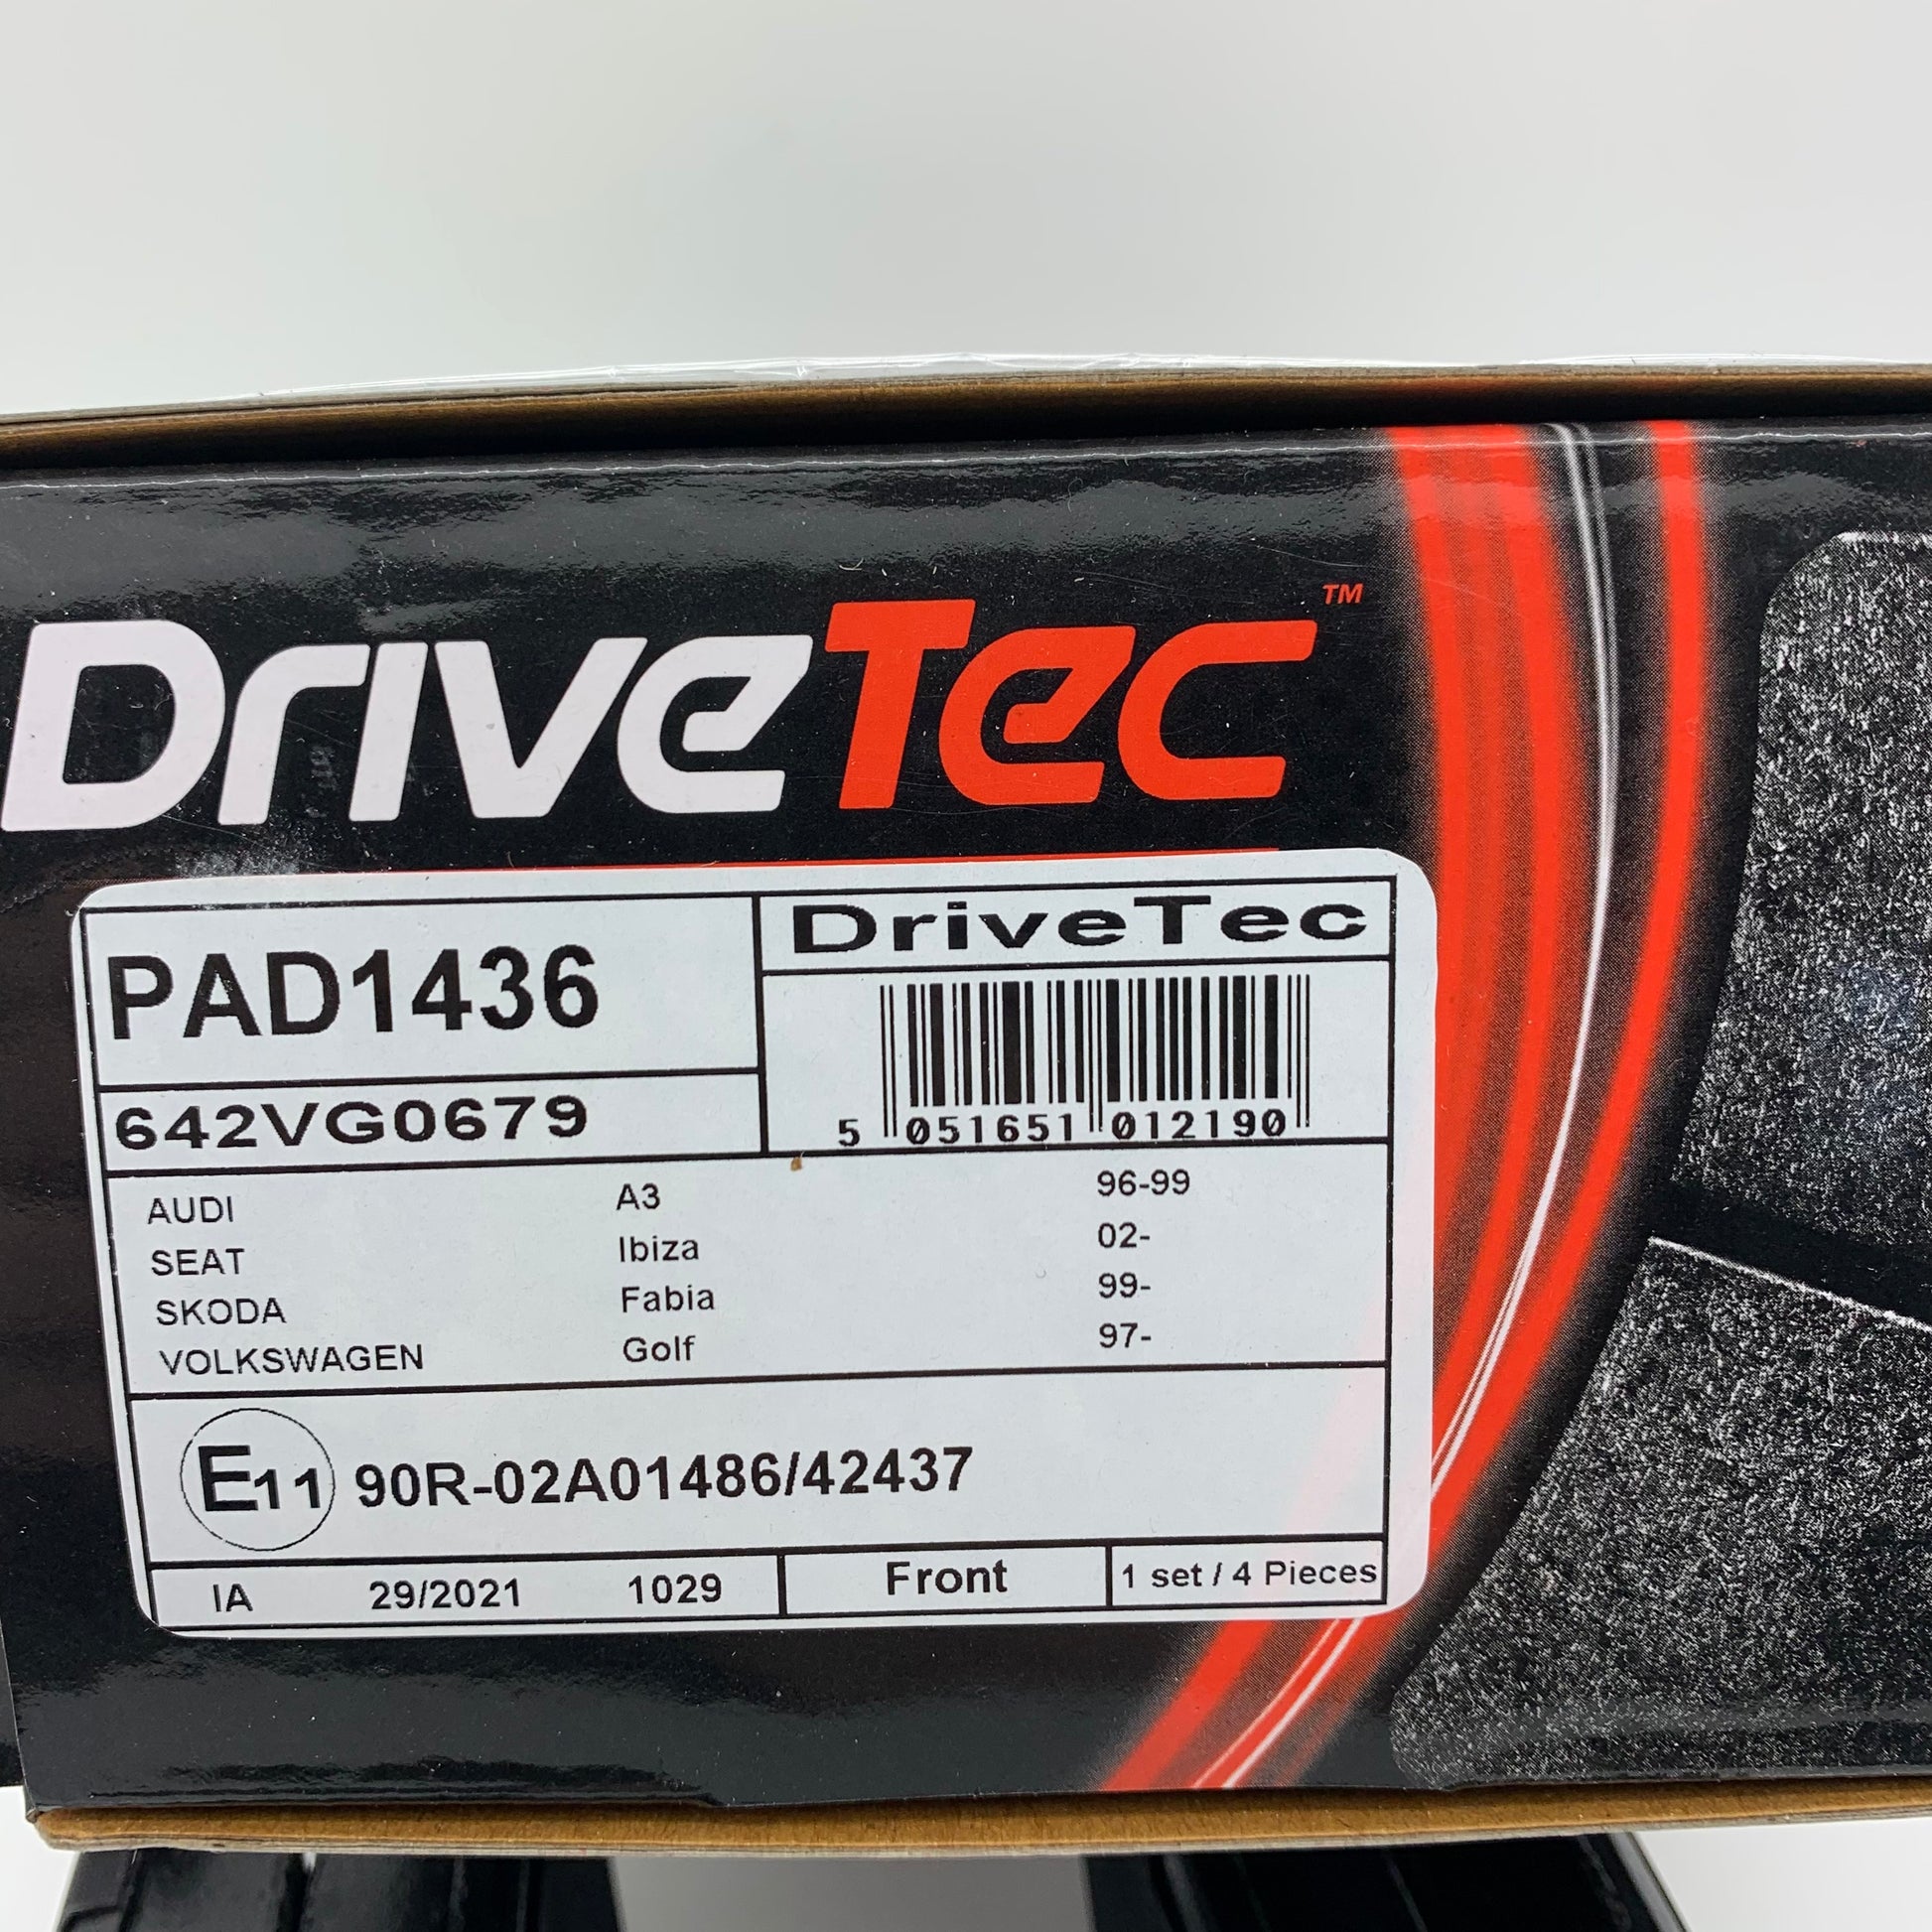 DriveTec™
PAD1436
DriveTec
642VG0679
5 051651 012190
AUDI A3 96-99
SEAT Ibiza 02-
SKODA Fabia 99-
VOLKSWAGEN Golf 97-
E11 90R-02A01486/42437
IA 29/2021 1029 Front 1 set / 4 Pieces